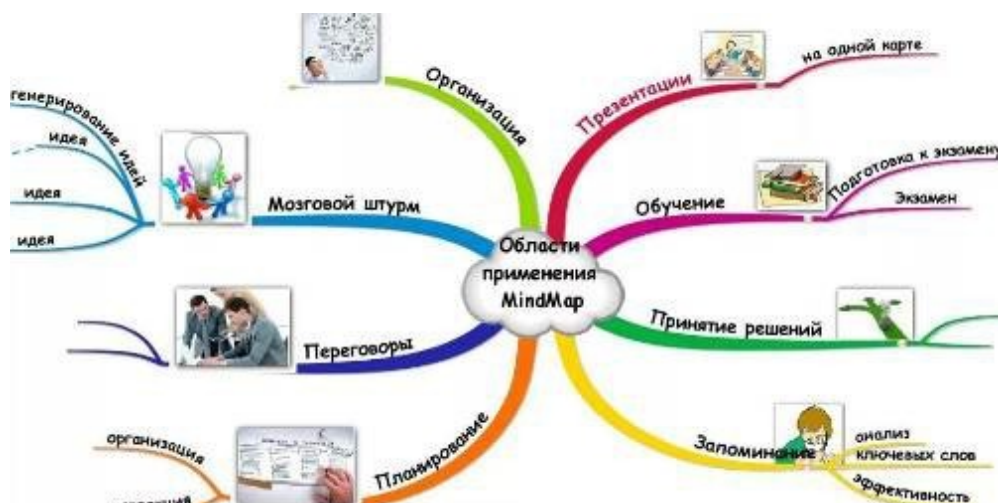 Области
применения
MindMap
Организация
Презентации
на одной карте
Обучение
Подготовка к экзамену
Экзамен
Принятие решений
Запоминание
анализ
ключевых слов
эффективность
Планирование
организация
Переговоры
Мозговой штурм
генерирование идей
идея
идея
идея